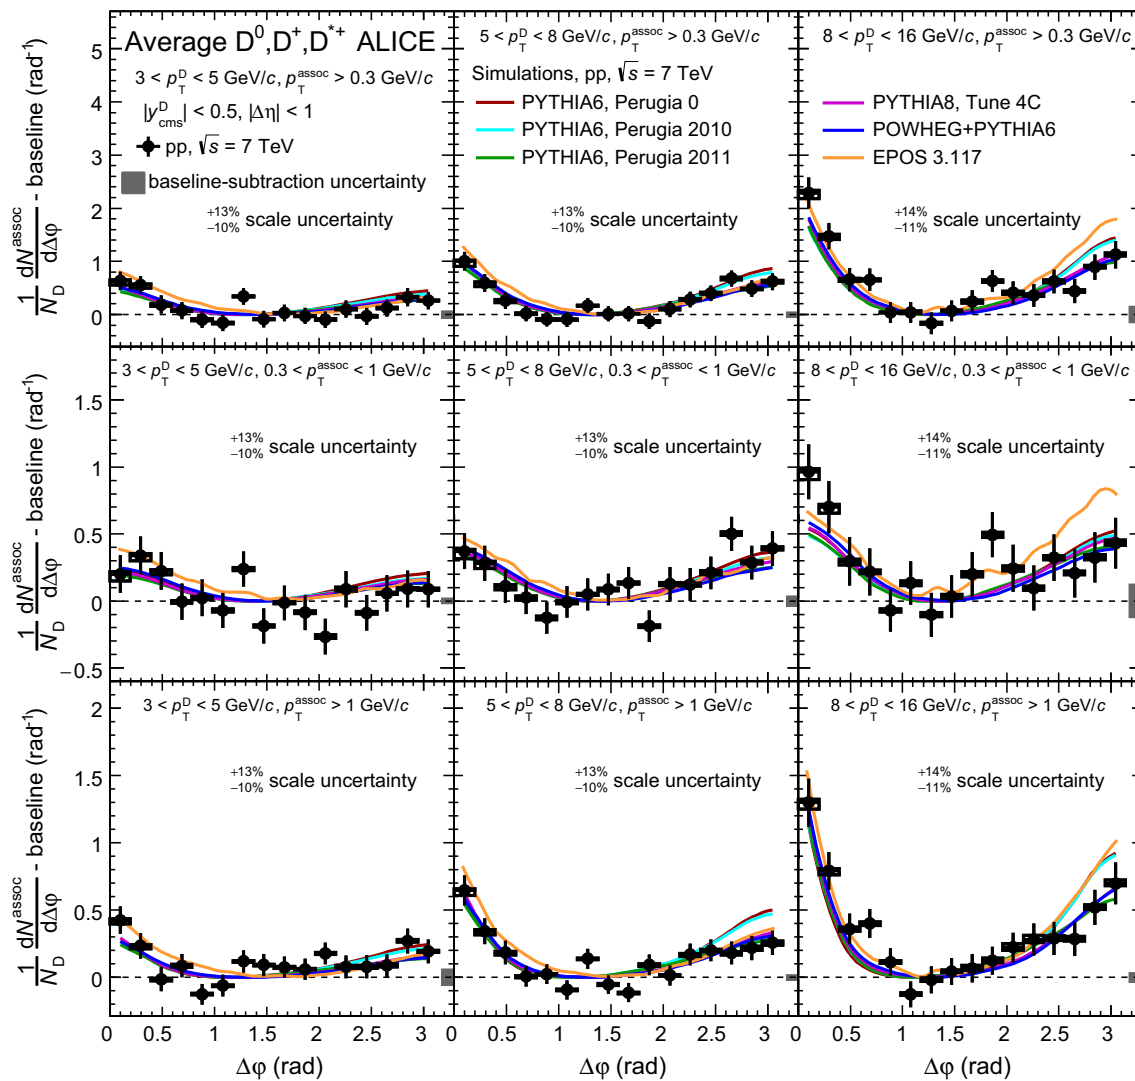 Average D⁰,D⁺,D*⁺ ALICE
3 < p_T^D < 5 GeV/c, p_T^assoc > 0.3 GeV/c
|y_cms^D| < 0.5, |Δη| < 1
pp, √s = 7 TeV
baseline-subtraction uncertainty
+13%
−10% scale uncertainty
5 < p_T^D < 8 GeV/c, p_T^assoc > 0.3 GeV/c
Simulations, pp, √s = 7 TeV
PYTHIA6, Perugia 0
PYTHIA6, Perugia 2010
PYTHIA6, Perugia 2011
+13%
−10% scale uncertainty
8 < p_T^D < 16 GeV/c, p_T^assoc > 0.3 GeV/c
PYTHIA8, Tune 4C
POWHEG+PYTHIA6
EPOS 3.117
+14%
−11% scale uncertainty
1/N_D dN^assoc/dΔφ - baseline (rad⁻¹)
5
4
3
2
1
0
3 < p_T^D < 5 GeV/c, 0.3 < p_T^assoc < 1 GeV/c
+13%
−10% scale uncertainty
5 < p_T^D < 8 GeV/c, 0.3 < p_T^assoc < 1 GeV/c
+13%
−10% scale uncertainty
8 < p_T^D < 16 GeV/c, 0.3 < p_T^assoc < 1 GeV/c
+14%
−11% scale uncertainty
1/N_D dN^assoc/dΔφ - baseline (rad⁻¹)
1.5
1
0.5
0
−0.5
3 < p_T^D < 5 GeV/c, p_T^assoc > 1 GeV/c
+13%
−10% scale uncertainty
5 < p_T^D < 8 GeV/c, p_T^assoc > 1 GeV/c
+13%
−10% scale uncertainty
8 < p_T^D < 16 GeV/c, p_T^assoc > 1 GeV/c
+14%
−11% scale uncertainty
1/N_D dN^assoc/dΔφ - baseline (rad⁻¹)
2
1.5
1
0.5
0
0 0.5 1 1.5 2 2.5 3
0 0.5 1 1.5 2 2.5 3
0 0.5 1 1.5 2 2.5 3
Δφ (rad)
Δφ (rad)
Δφ (rad)